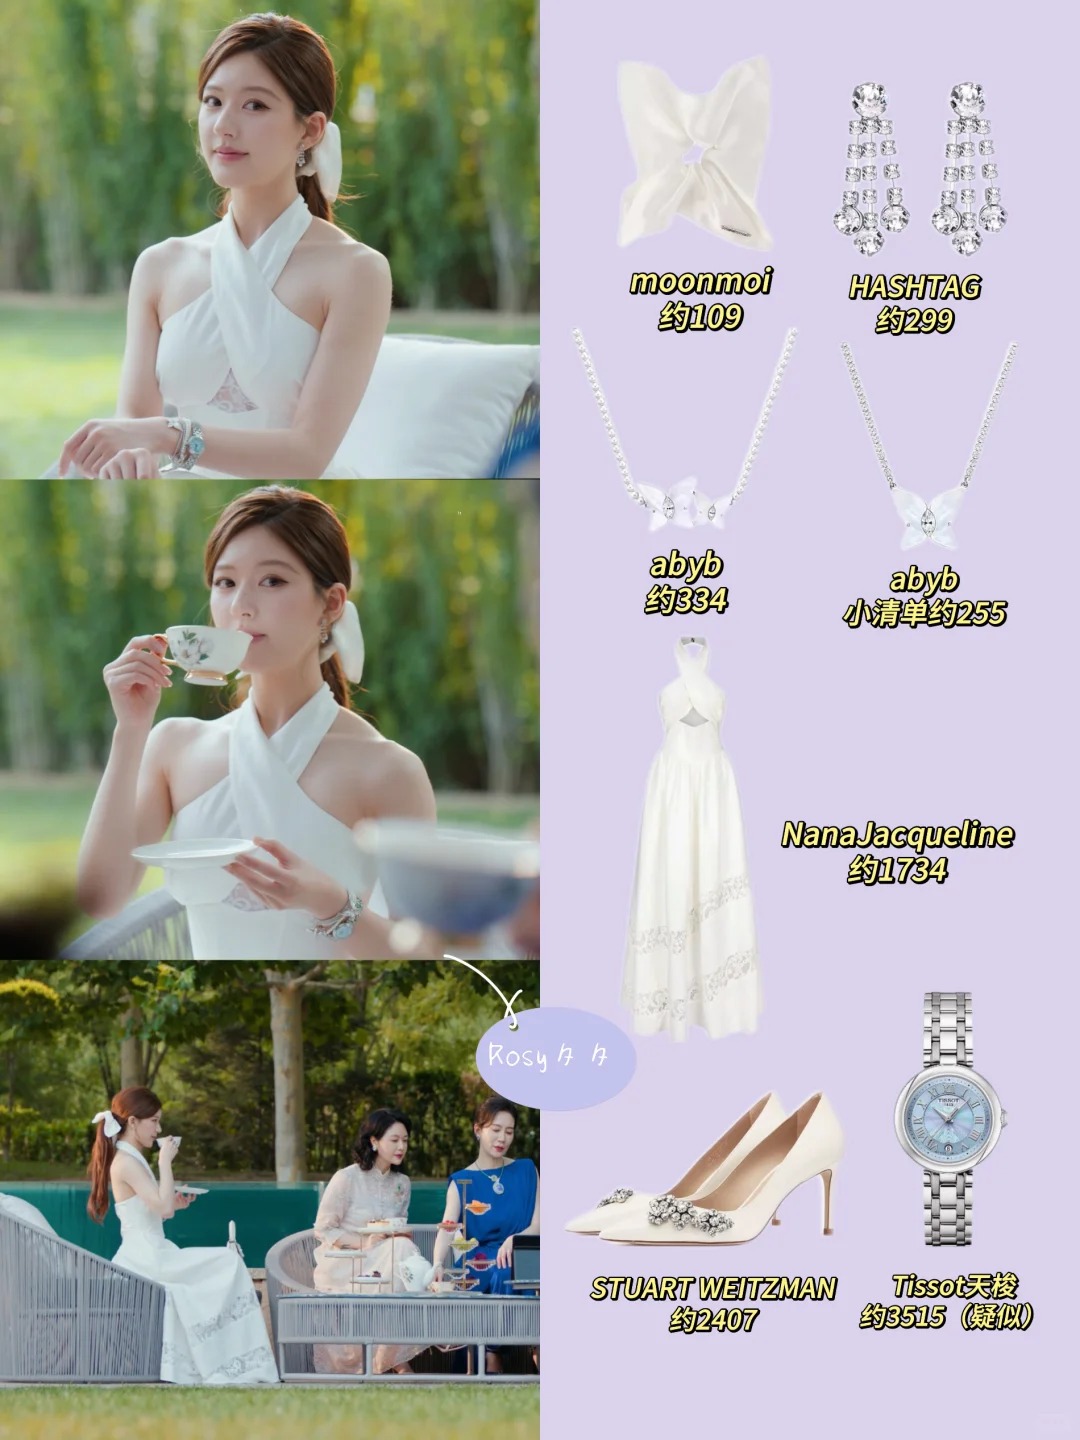 moonmoi
约109
HASHTAG
约299
abyb
约334
abyb
小清单约255
NanaJacqueline
约1734
Rosy夕夕
TISSOT
STUART WEITZMAN
约2407
Tissot天梭
约3515（疑似）